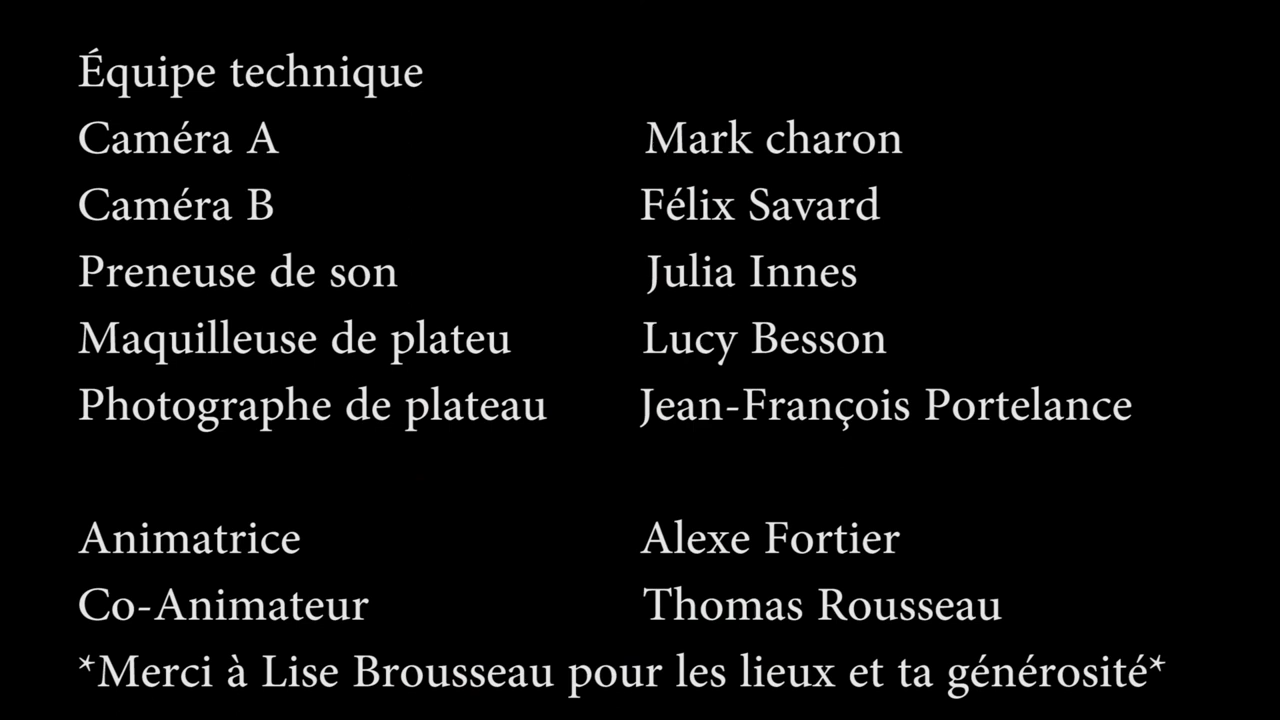 Équipe technique
Caméra A Mark charon
Caméra B Félix Savard
Preneuse de son Julia Innes
Maquilleuse de plateu Lucy Besson
Photographe de plateau Jean-François Portelance
Animatrice Alexe Fortier
Co-Animateur Thomas Rousseau
*Merci à Lise Brousseau pour les lieux et ta générosité*